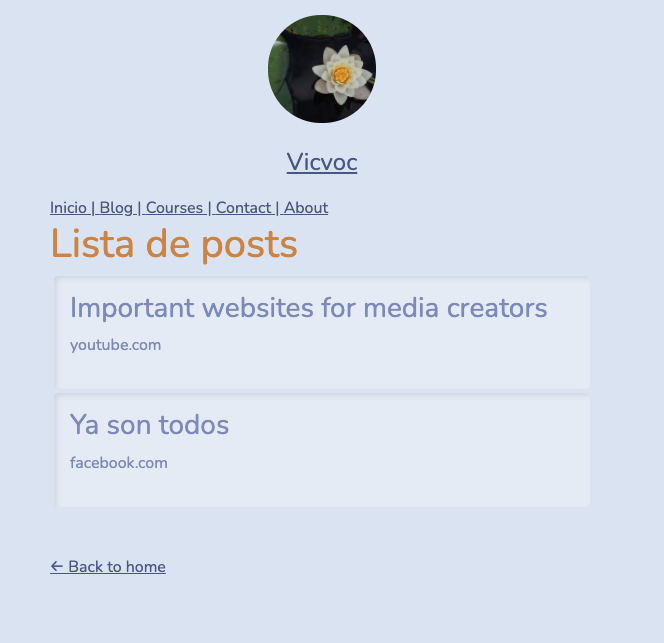 Vicvoc
Inicio | Blog | Courses | Contact | About
Lista de posts
Important websites for media creators
youtube.com
Ya son todos
facebook.com
← Back to home